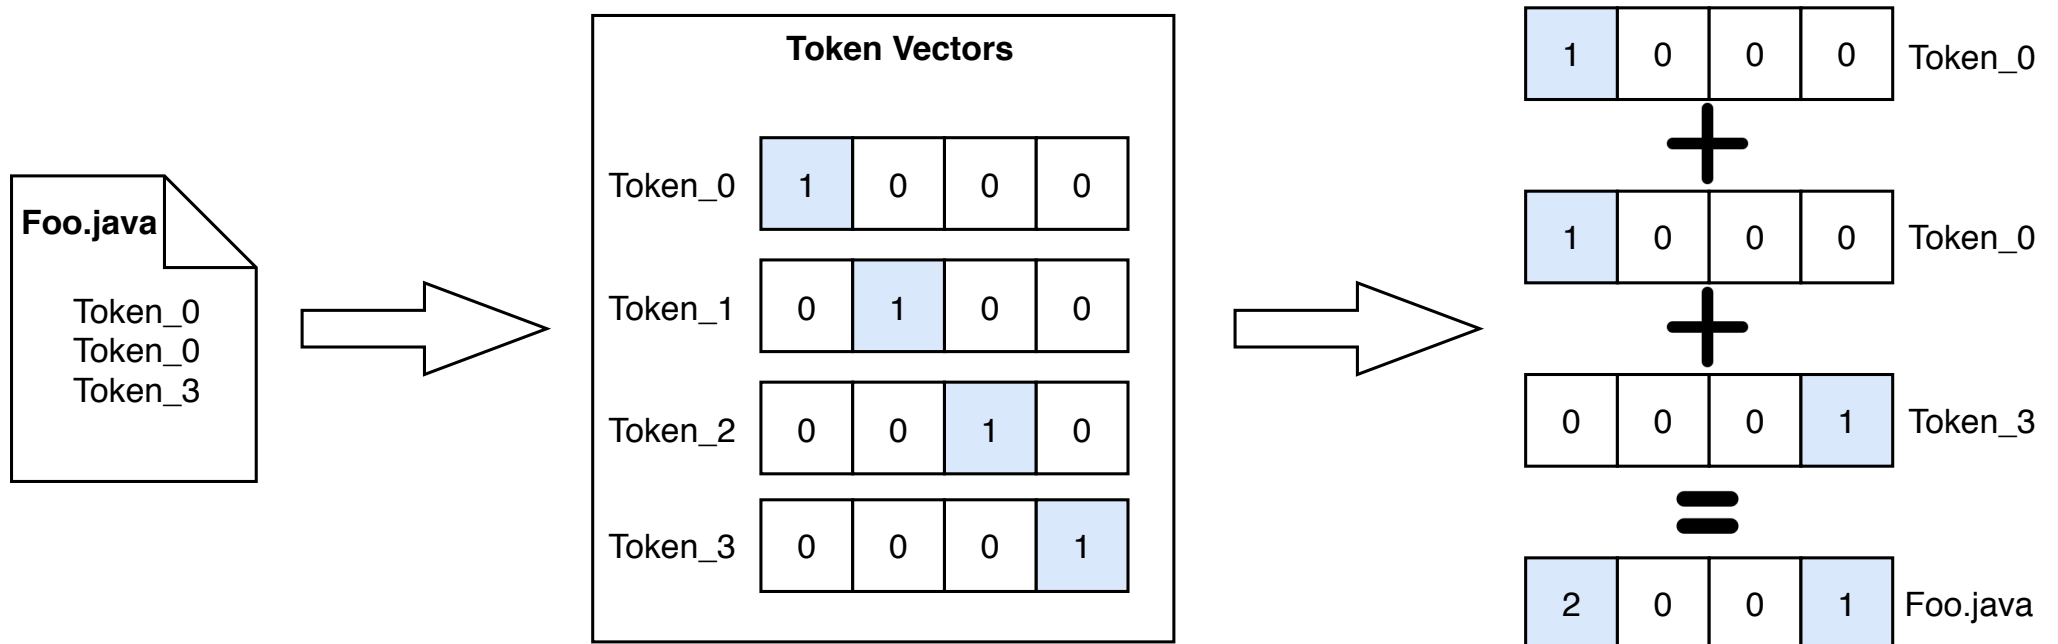 Foo.java
Token_0
Token_0
Token_3
Token Vectors
Token_0 1 0 0 0
Token_1 0 1 0 0
Token_2 0 0 1 0
Token_3 0 0 0 1
1 0 0 0 Token_0
+
1 0 0 0 Token_0
+
0 0 0 1 Token_3
=
2 0 0 1 Foo.java